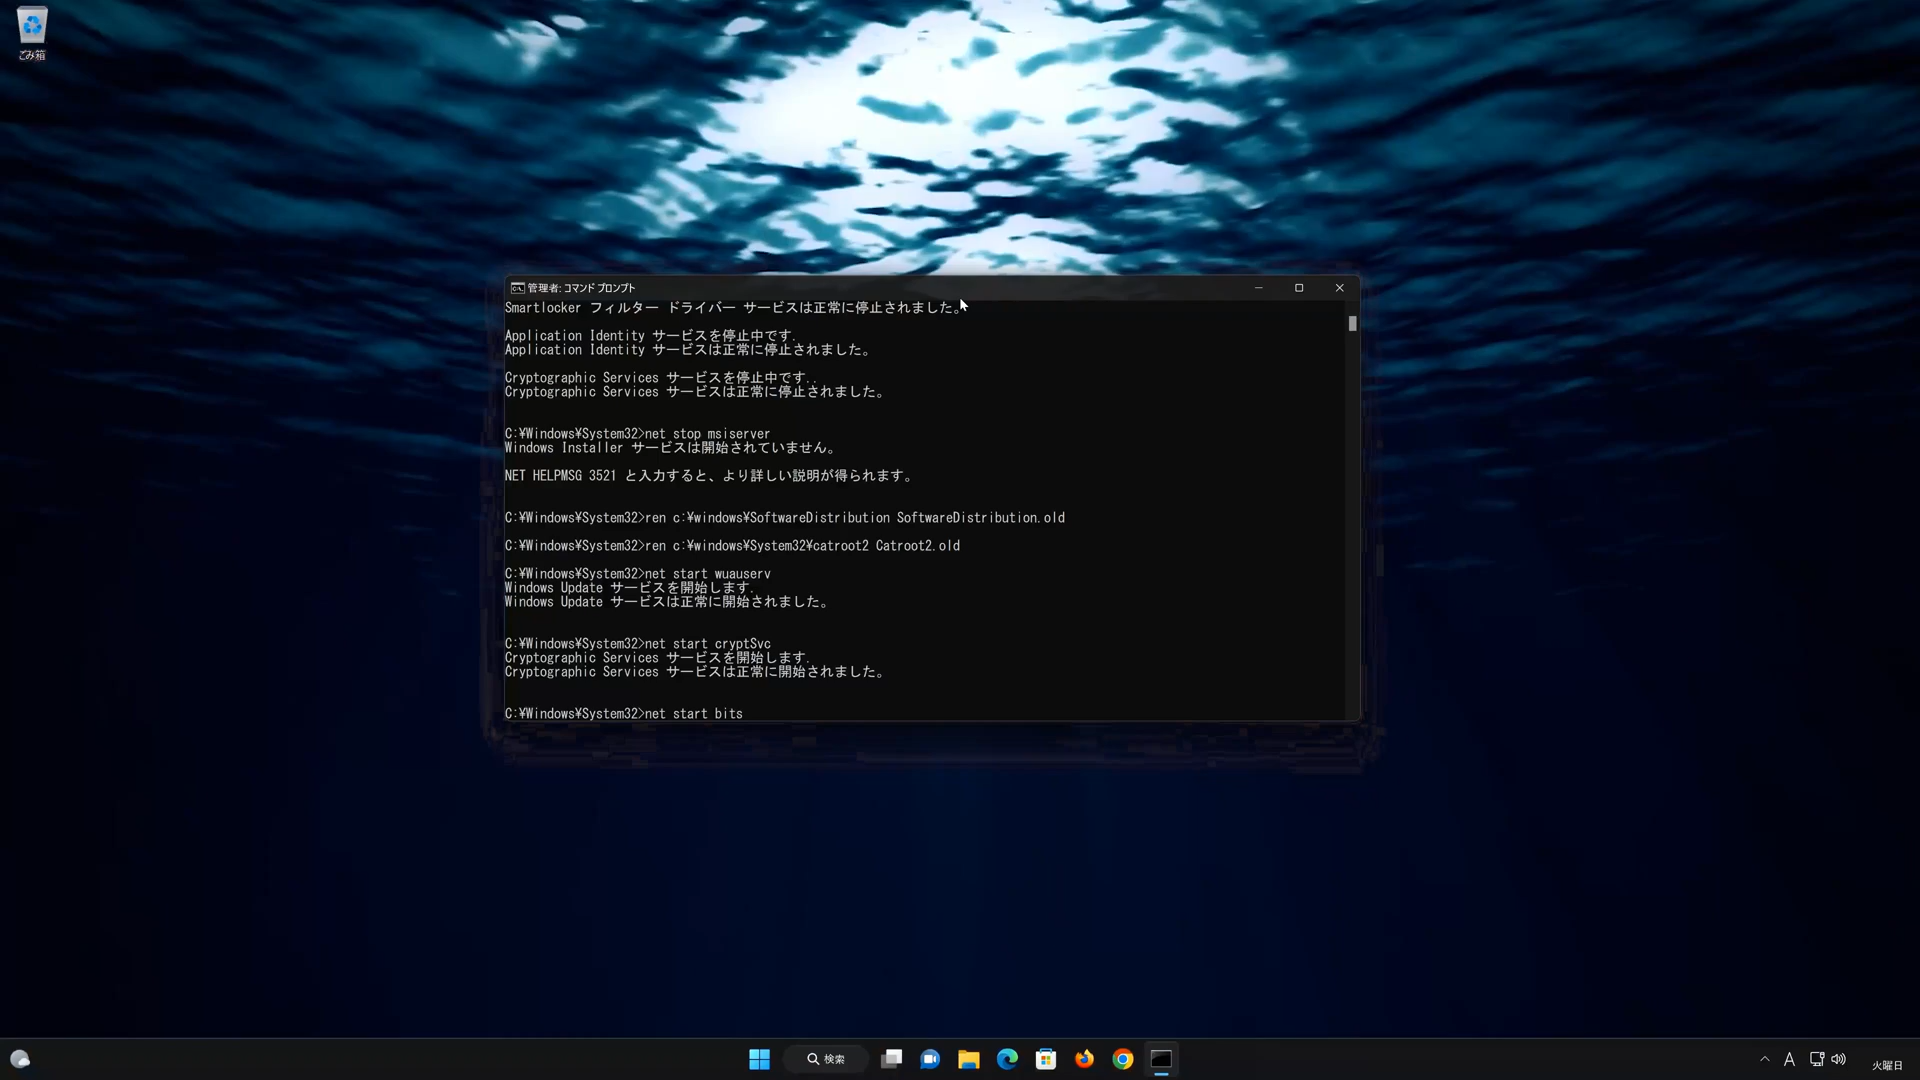 ごみ箱
管理者: コマンド プロンプト
Smartlocker フィルター ドライバー サービスは正常に停止されました。
Application Identity サービスを停止中です.
Application Identity サービスは正常に停止されました。
Cryptographic Services サービスを停止中です..
Cryptographic Services サービスは正常に停止されました。
C:¥Windows¥System32>net stop msiserver
Windows Installer サービスは開始されていません。
NET HELPMSG 3521 と入力すると、より詳しい説明が得られます。
C:¥Windows¥System32>ren c:¥windows¥SoftwareDistribution SoftwareDistribution.old
C:¥Windows¥System32>ren c:¥windows¥System32¥catroot2 Catroot2.old
C:¥Windows¥System32>net start wuauserv
Windows Update サービスを開始します.
Windows Update サービスは正常に開始されました。
C:¥Windows¥System32>net start cryptSvc
Cryptographic Services サービスを開始します.
Cryptographic Services サービスは正常に開始されました。
C:¥Windows¥System32>net start bits
検索
A
火曜日